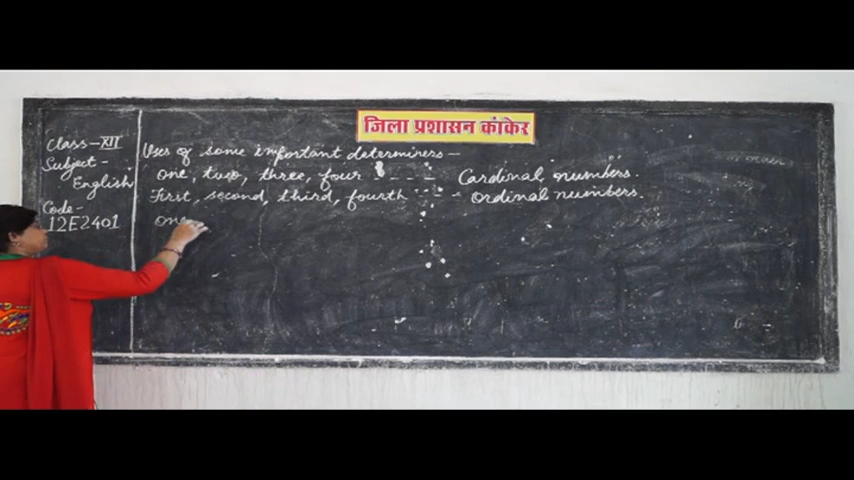 जिला प्रशासन कांकेर
Class-XII
Subject-
English
Code-
12E2401
Uses of some important determiners-
one, two, three, four - - - - Cardinal numbers.
First, second, third, fourth - - - - ordinal numbers.
one